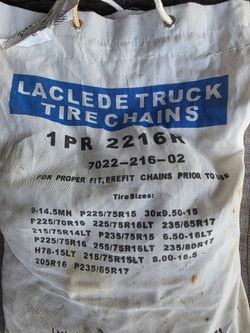 LACLEDE TRUCK
TIRE CHAINS
1 PR 2216R
7022-216-02
FOR PROPER FIT, PREFIT CHAINS PRIOR TO USE
Tire Sizes:
9-14.5MH P225/75R15 30x9.50-15
P225/70R16 225/75R16LT 235/65R17
215/75R14LT P235/75R15 6.50-16LT
P225/75R16 255/75R16LT 235/80R17
H78-15LT 215/75R15LT 8.00-16.5
205R16 P235/65R17